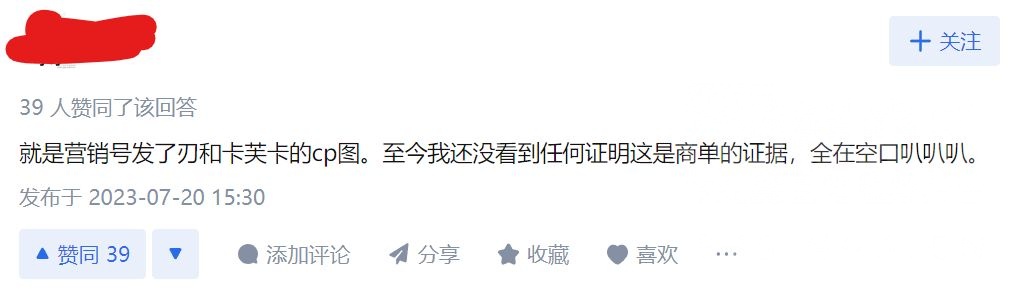 关注
39 人赞同了该回答
就是营销号发了刃和卡芙卡的cp图。至今我还没看到任何证明这是商单的证据，全在空口叭叭叭。
发布于 2023-07-20 15:30
赞同 39 添加评论 分享 收藏 喜欢 ···